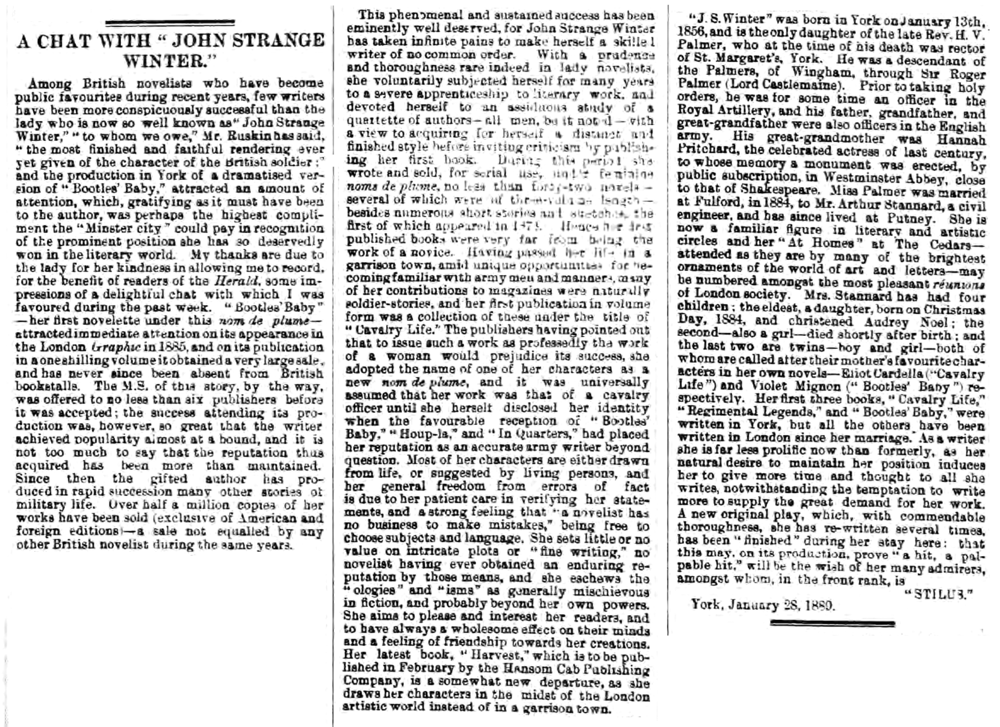 A CHAT WITH “ JOHN STRANGE
WINTER.”
Among British novelists who have become
public favourites during recent years, few writers
have been more conspicuously successful than the
lady who is now so well known as “ John Strange
Winter,” “ to whom we owe,” Mr. Ruskin has said,
“ the most finished and faithful rendering ever
yet given of the character of the British soldier ;”
and the production in York of a dramatised ver-
sion of “ Bootles’ Baby,” attracted an amount of
attention, which, gratifying as it must have been
to the author, was perhaps the highest compli-
ment the “Minster city ” could pay in recognition
of the prominent position she has so deservedly
won in the literary world. My thanks are due to
the lady for her kindness in allowing me to record,
for the benefit of readers of the Herald, some im-
pressions of a delightful chat with which I was
favoured during the past week. “ Bootles’ Baby ”
—her first novelette under this nom de plume—
attracted immediate attention on its appearance in
the London Graphic in 1885, and on its publication
in a one shilling volume it obtained a very large sale,
and has never since been absent from British
bookstalls. The M.S. of this story, by the way,
was offered to no less than six publishers before
it was accepted ; the success attending its pro-
duction was, however, so great that the writer
achieved popularity almost at a bound, and it is
not too much to say that the reputation thus
acquired has been more than maintained.
Since then the gifted author has pro-
duced in rapid succession many other stories of
military life. Over half a million copies of her
works have been sold (exclusive of American and
foreign editions)—a sale not equalled by any
other British novelist during the same years.
This phenomenal and sustained success has been
eminently well deserved, for John Strange Winter
has taken infinite pains to make herself a skilled
writer of no common order. With a prudence
and thoroughness rare indeed in lady novelists,
she voluntarily subjected herself for many years
to a severe apprenticeship to literary work, and
devoted herself to an assiduous study of a
quartette of authors—all men, be it noted—with
a view to acquiring for herself a distinct and
finished style before inviting criticism by publish-
ing her first book. During this period she
wrote and sold, for serial use, under feminine
noms de plume, no less than forty-two novels—
several of which were of three-volume length—
besides numerous short stories and sketches, the
first of which appeared in Hence her first
published books were very far from being the
work of a novice. Having passed her life in a
garrison town, amid unique opportunities for be-
coming familiar with army men and manners, many
of her contributions to magazines were naturally
soldier-stories, and her first publication in volume
form was a collection of these under the title of
“ Cavalry Life.” The publishers having pointed out
that to issue such a work as professedly the work
of a woman would prejudice its success, she
adopted the name of one of her characters as a
new nom de plume, and it was universally
assumed that her work was that of a cavalry
officer until she herself disclosed her identity
when the favourable reception of “ Bootles’
Baby,” “ Houp-la,” and “ In Quarters,” had placed
her reputation as an accurate army writer beyond
question. Most of her characters are either drawn
from life, or suggested by living persons, and
her general freedom from errors of fact
is due to her patient care in verifying her state-
ments, and a strong feeling that “ a novelist has
no business to make mistakes,” being free to
choose subjects and language. She sets little or no
value on intricate plots or “fine writing,” no
novelist having ever obtained an enduring re-
putation by those means, and she eschews the
“ ologies” and “isms” as generally mischievous
in fiction, and probably beyond her own powers.
She aims to please and interest her readers, and
to have always a wholesome effect on their minds
and a feeling of friendship towards her creations.
Her latest book, “ Harvest,” which is to be pub-
lished in February by the Hansom Cab Publishing
Company, is a somewhat new departure, as she
draws her characters in the midst of the London
artistic world instead of in a garrison town.
“J. S. Winter” was born in York on January 13th,
1856, and is the only daughter of the late Rev. H. V.
Palmer, who at the time of his death was rector
of St. Margaret’s, York. He was a descendant of
the Palmers, of Wingham, through Sir Roger
Palmer (Lord Castlemaine). Prior to taking holy
orders, he was for some time an officer in the
Royal Artillery, and his father, grandfather, and
great-grandfather were also officers in the English
army. His great-grandmother was Hannah
Pritchard, the celebrated actress of last century,
to whose memory a monument was erected, by
public subscription, in Westminster Abbey, close
to that of Shakespeare. Miss Palmer was married
at Fulford, in 1884, to Mr. Arthur Stannard, a civil
engineer, and has since lived at Putney. She is
now a familiar figure in literary and artistic
circles and her “ At Homes ” at The Cedars—
attended as they are by many of the brightest
ornaments of the world of art and letters—may
be numbered amongst the most pleasant réunions
of London society. Mrs. Stannard has had four
children ; the eldest, a daughter, born on Christmas
Day, 1884, and christened Audrey Noel ; the
second—also a girl—died shortly after birth ; and
the last two are twins—boy and girl—both of
whom are called after their mother’s favourite char-
acters in her own novels—Eliot Cardella (“Cavalry
Life”) and Violet Mignon (“ Bootles’ Baby ”) re-
spectively. Her first three books, “ Cavalry Life,”
“ Regimental Legends,” and “ Bootles’ Baby,” were
written in York, but all the others have been
written in London since her marriage. As a writer
she is far less prolific now than formerly, as her
natural desire to maintain her position induces
her to give more time and thought to all she
writes, notwithstanding the temptation to write
more to supply the great demand for her work.
A new original play, which, with commendable
thoroughness, she has re-written several times,
has been “ finished ” during her stay here ; that
this may, on its production, prove “ a hit, a pal-
pable hit,” will be the wish of her many admirers,
amongst whom, in the front rank, is
“STILUS.”
York, January 28, 1889.